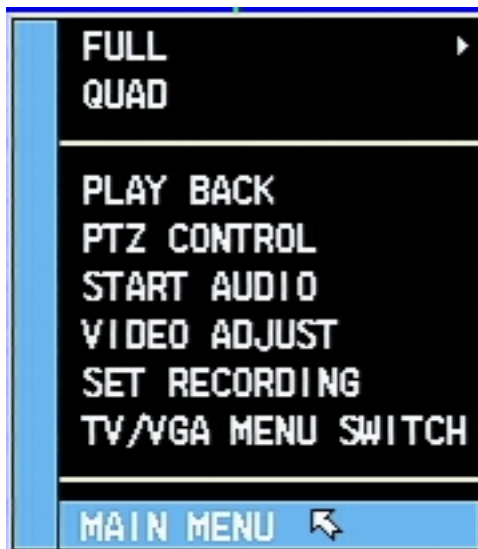 FULL
QUAD
PLAY BACK
PTZ CONTROL
START AUDIO
VIDEO ADJUST
SET RECORDING
TV/VGA MENU SWITCH
MAIN MENU